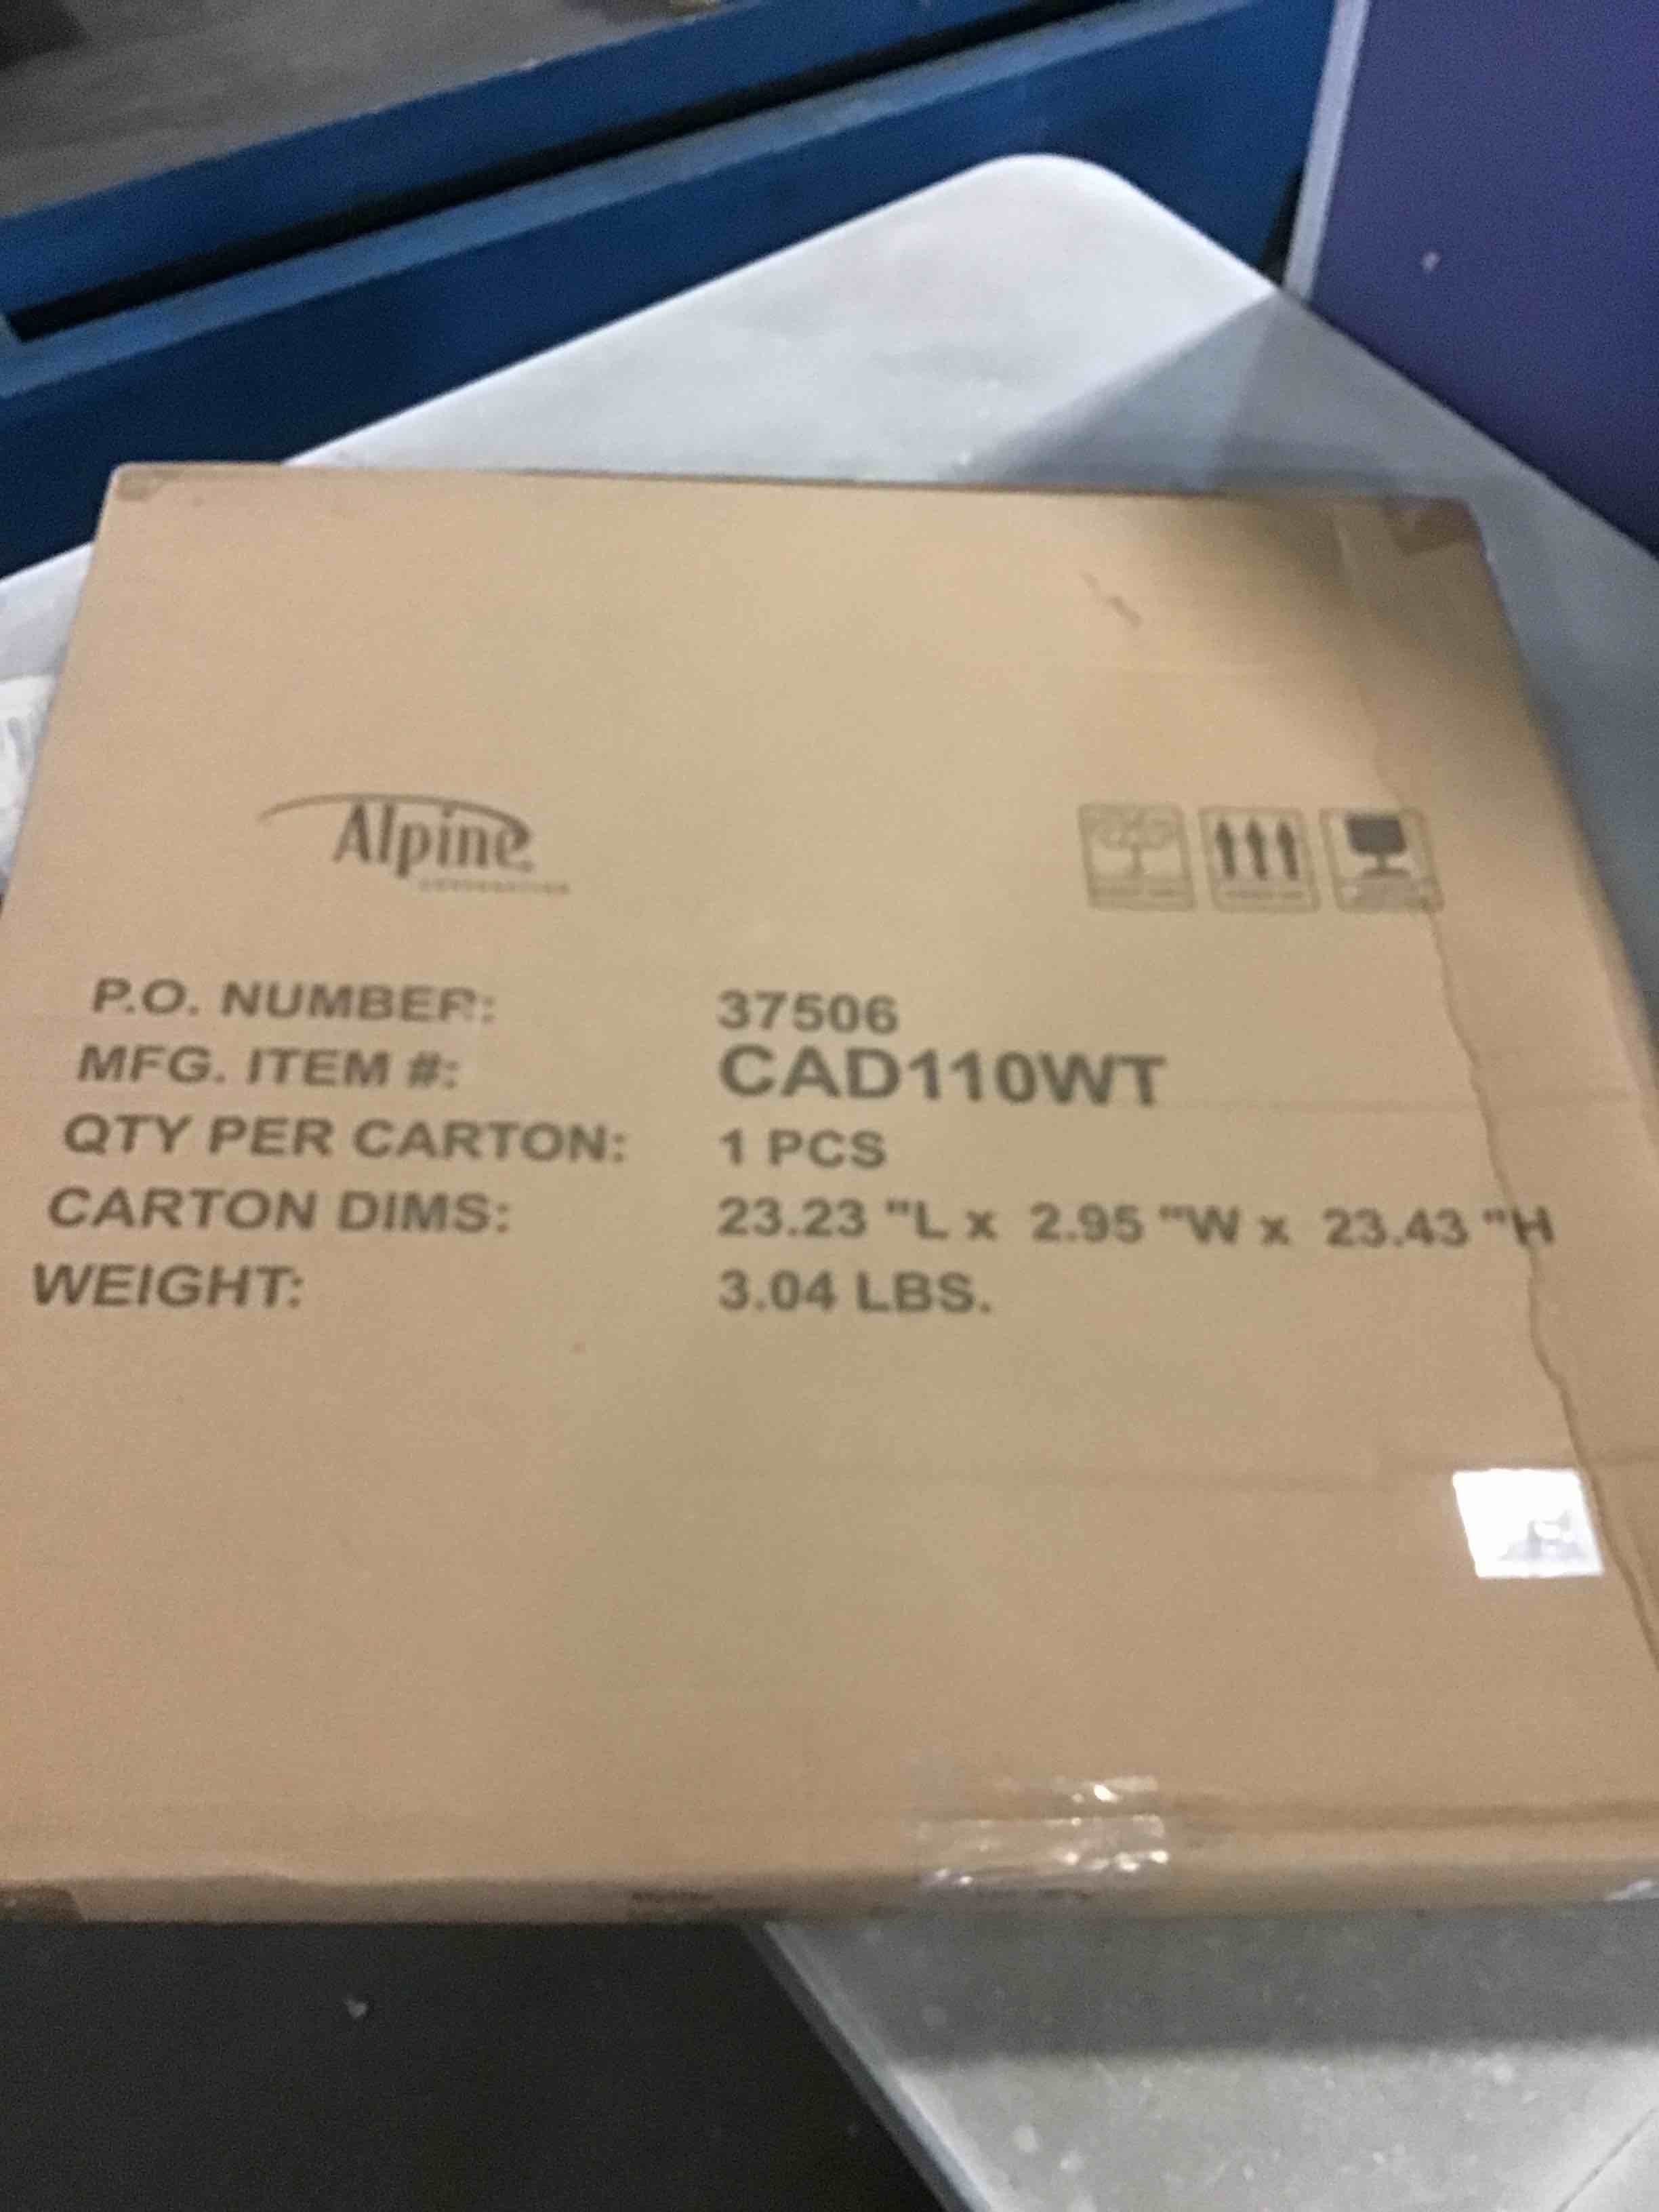 Alpine
CORPORATION
P.O. NUMBER: 37506
MFG. ITEM #: CAD110WT
QTY PER CARTON: 1 PCS
CARTON DIMS: 23.23 "L x 2.95 "W x 23.43 "H
WEIGHT: 3.04 LBS.